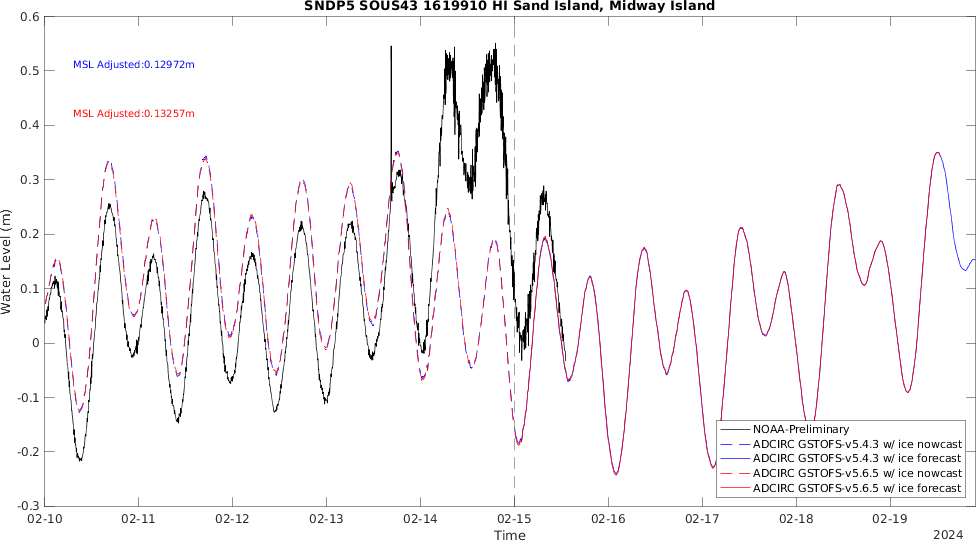 SNDP5 SOUS43 1619910 HI Sand Island, Midway Island
MSL Adjusted:0.12972m
MSL Adjusted:0.13257m
Water Level (m)
0.6
0.5
0.4
0.3
0.2
0.1
0
-0.1
-0.2
-0.3
NOAA-Preliminary
ADCIRC GSTOFS-v5.4.3 w/ ice nowcast
ADCIRC GSTOFS-v5.4.3 w/ ice forecast
ADCIRC GSTOFS-v5.6.5 w/ ice nowcast
ADCIRC GSTOFS-v5.6.5 w/ ice forecast
02-10 02-11 02-12 02-13 02-14 02-15 02-16 02-17 02-18 02-19
Time
2024